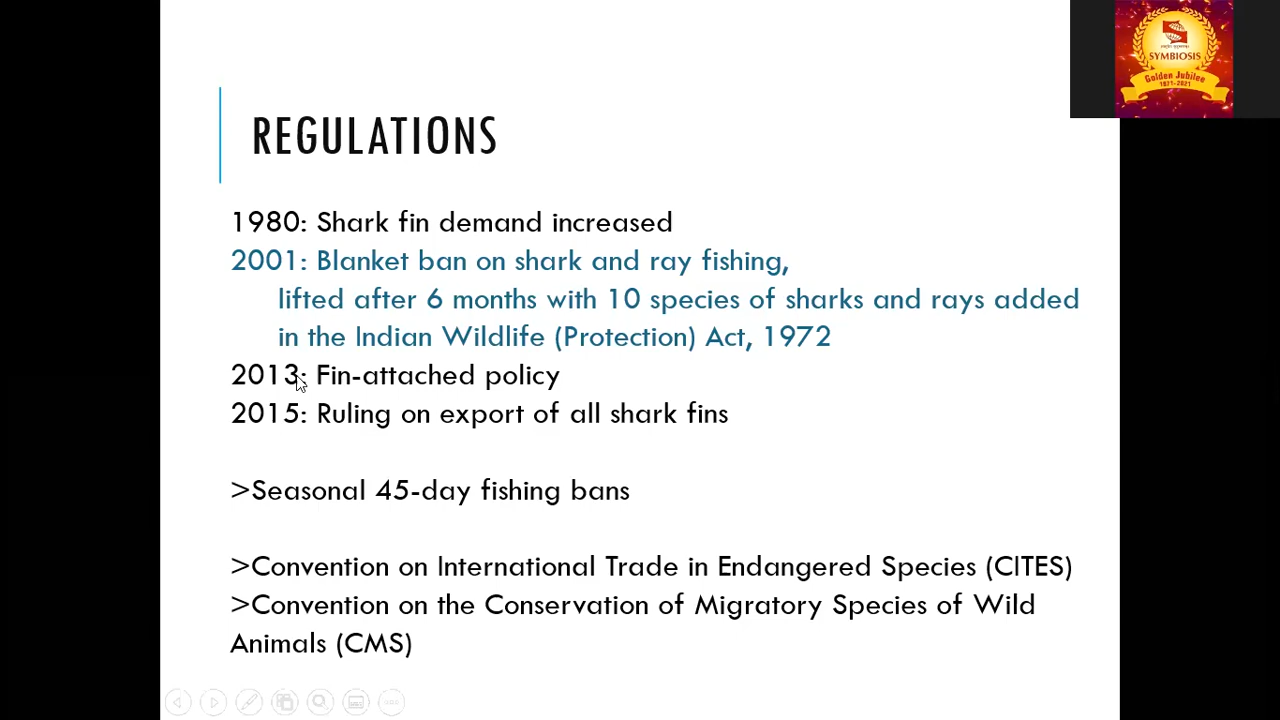 SYMBIOSIS
Golden Jubilee
1971-2021
REGULATIONS
1980: Shark fin demand increased
2001: Blanket ban on shark and ray fishing,
lifted after 6 months with 10 species of sharks and rays added
in the Indian Wildlife (Protection) Act, 1972
2013: Fin-attached policy
2015: Ruling on export of all shark fins
>Seasonal 45-day fishing bans
>Convention on International Trade in Endangered Species (CITES)
>Convention on the Conservation of Migratory Species of Wild
Animals (CMS)